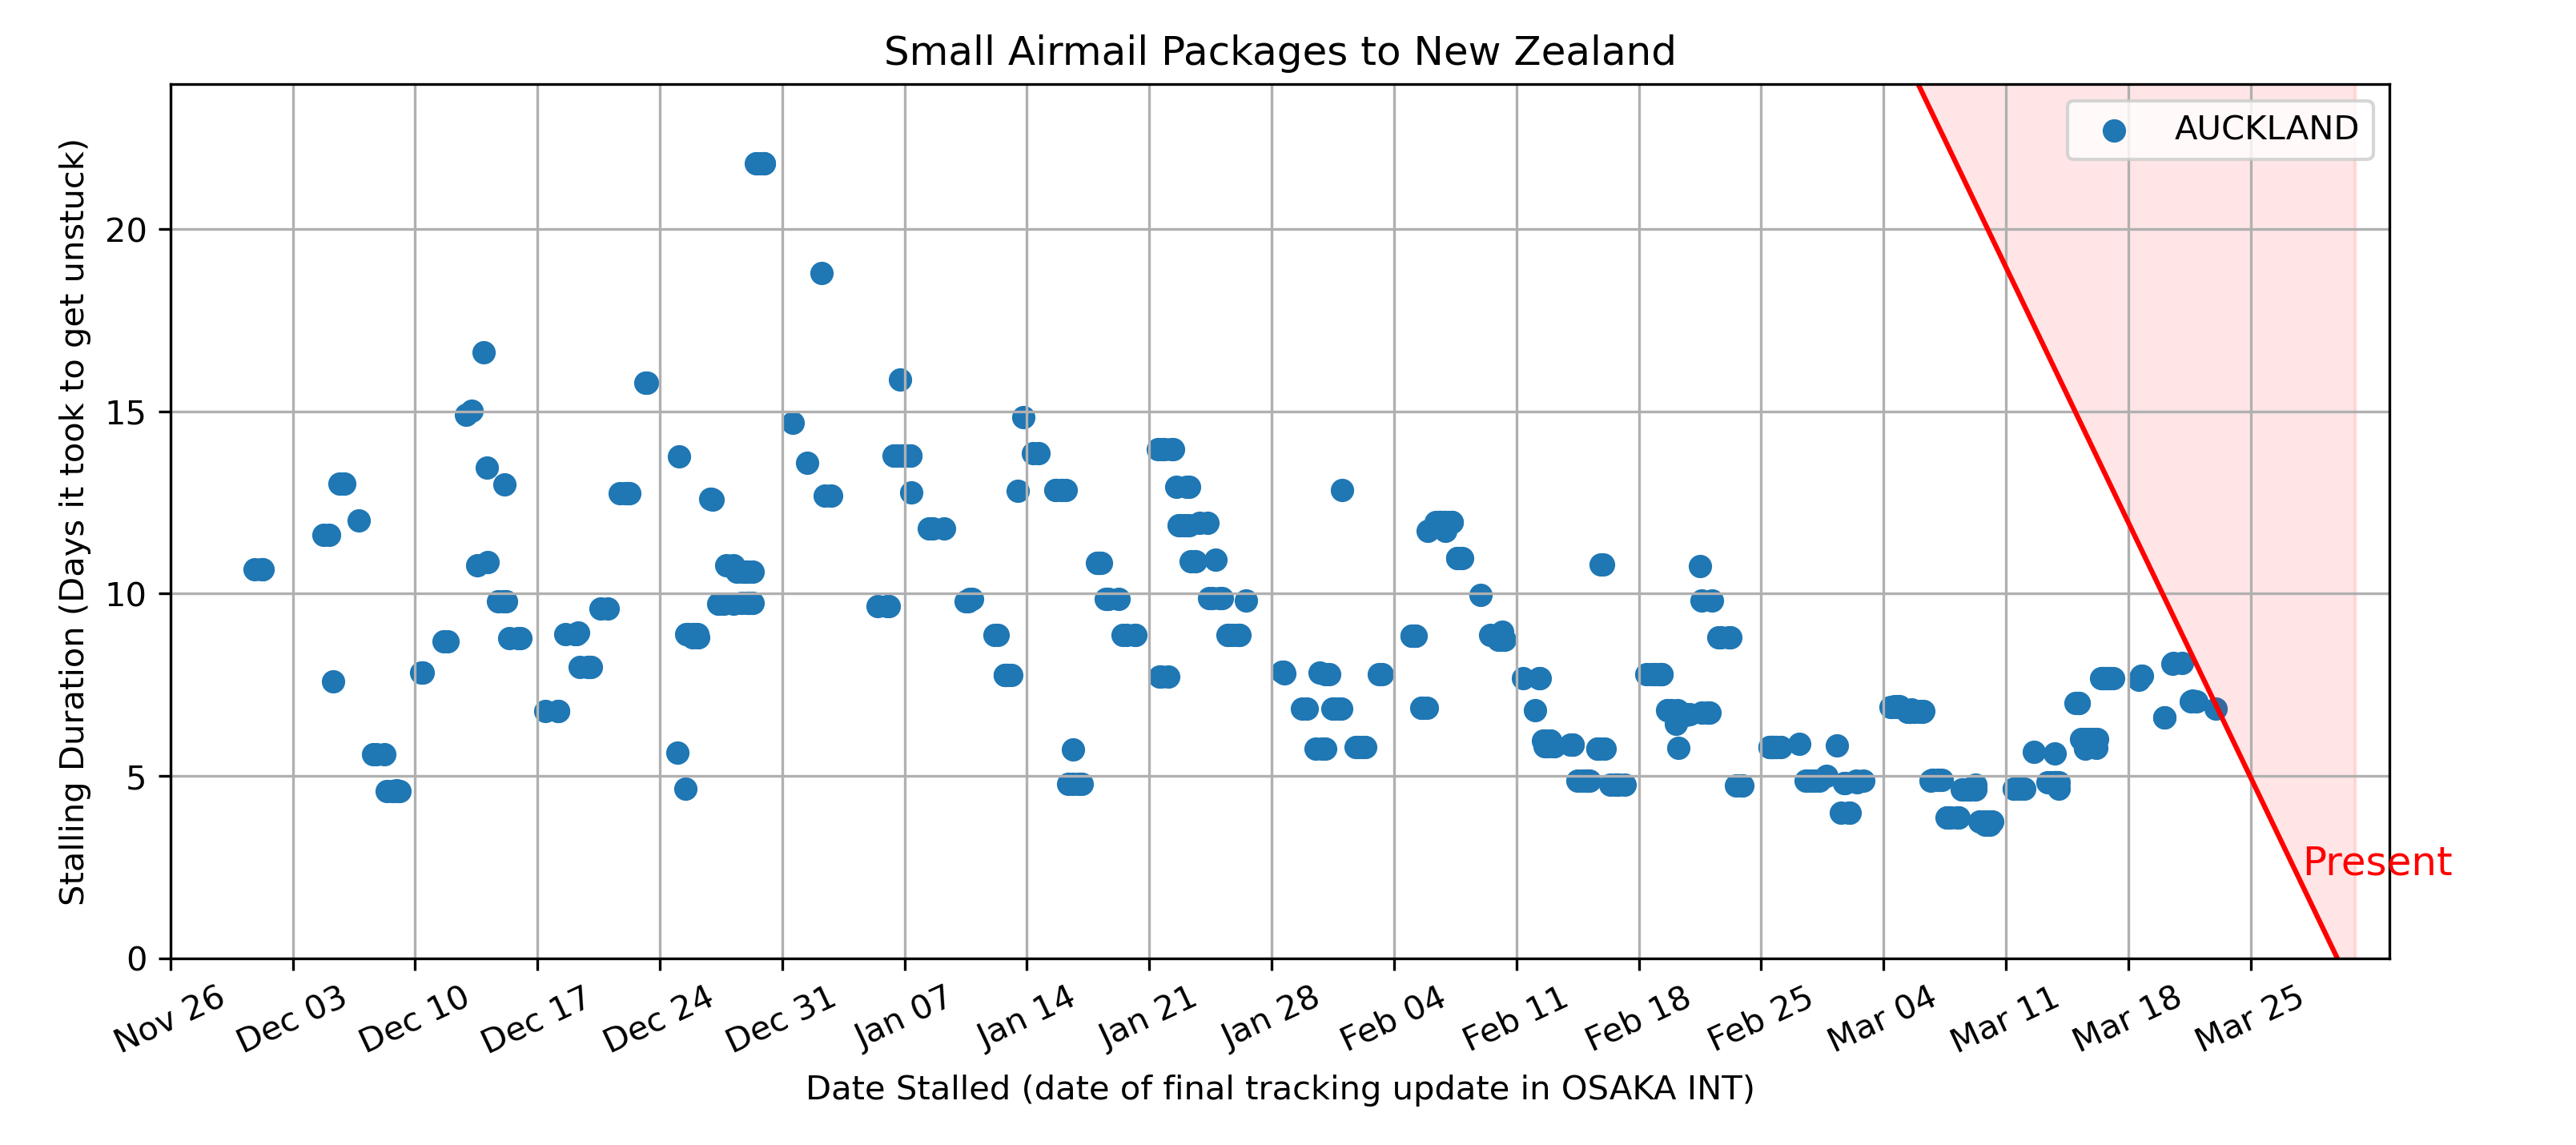 Small Airmail Packages to New Zealand
AUCKLAND
Stalling Duration (Days it took to get unstuck)
20
15
10
5
0
Present
Nov 26
Dec 03
Dec 10
Dec 17
Dec 24
Dec 31
Jan 07
Jan 14
Jan 21
Jan 28
Feb 04
Feb 11
Feb 18
Feb 25
Mar 04
Mar 11
Mar 18
Mar 25
Date Stalled (date of final tracking update in OSAKA INT)